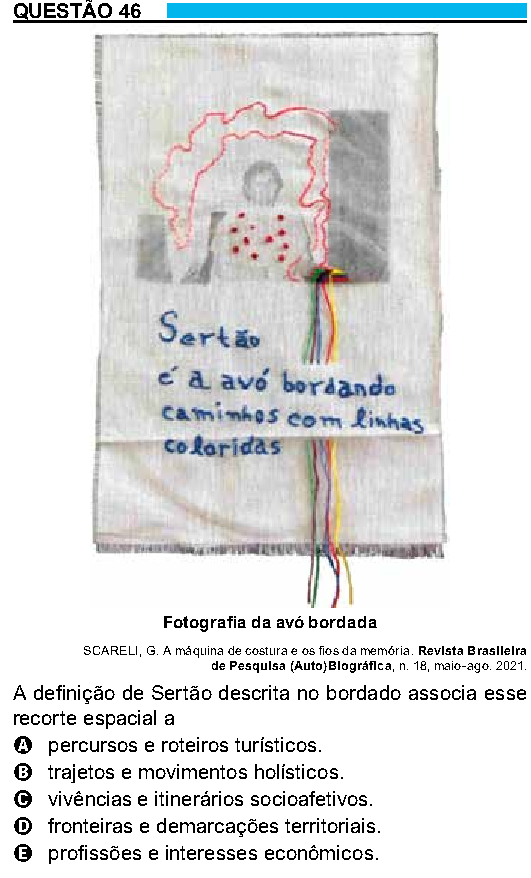 QUESTÃO 46
Sertão
é a avó bordando
caminhos com linhas
coloridas
Fotografia da avó bordada
SCARELI, G. A máquina de costura e os fios da memória. Revista Brasileira
de Pesquisa (Auto)Biográfica, n. 18, maio-ago. 2021.
A definição de Sertão descrita no bordado associa esse
recorte espacial a
A percursos e roteiros turísticos.
B trajetos e movimentos holísticos.
C vivências e itinerários socioafetivos.
D fronteiras e demarcações territoriais.
E profissões e interesses econômicos.